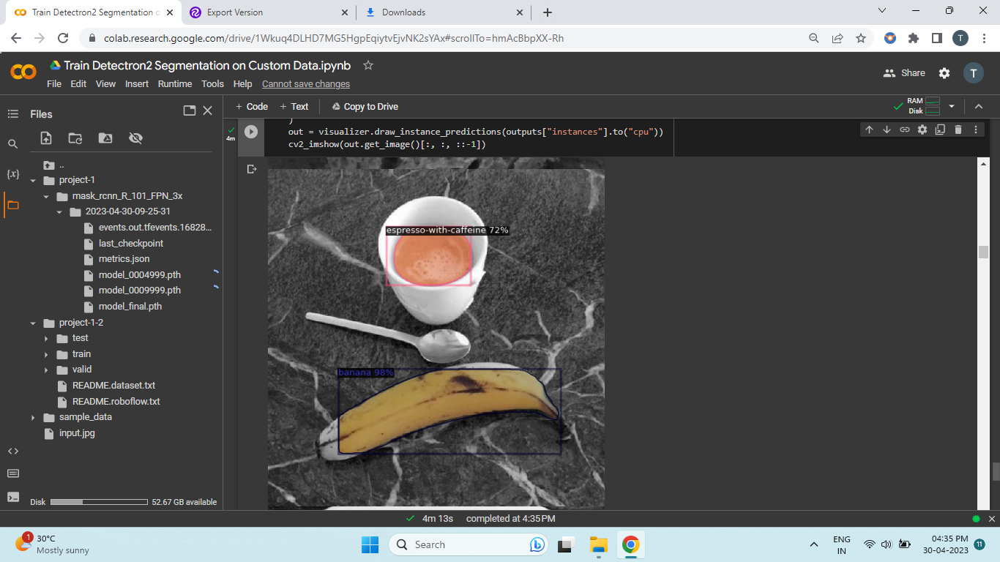 Train Detectron2 Segmentation o
Export Version
Downloads
colab.research.google.com/drive/1Wkuq4DLHD7MG5HgpEqiytvEjvNK2sYAx#scrollTo=hmAcBbpXX-Rh
T
Train Detectron2 Segmentation on Custom Data.ipynb
Share
T
File Edit View Insert Runtime Tools Help Cannot save changes
Files
+ Code + Text Copy to Drive
RAM
Disk
..
project-1
mask_rcnn_R_101_FPN_3x
2023-04-30-09-25-31
events.out.tfevents.16828...
last_checkpoint
metrics.json
model_0004999.pth
model_0009999.pth
model_final.pth
project-1-2
test
train
valid
README.dataset.txt
README.roboflow.txt
sample_data
input.jpg
Disk 52.67 GB available
4m
)
out = visualizer.draw_instance_predictions(outputs["instances"].to("cpu"))
cv2_imshow(out.get_image()[:, :, ::-1])
espresso-with-caffeine 72%
banana 98%
4m 13s completed at 4:35 PM
1
30°C
Mostly sunny
Search
ENG
IN
04:35 PM
30-04-2023
11